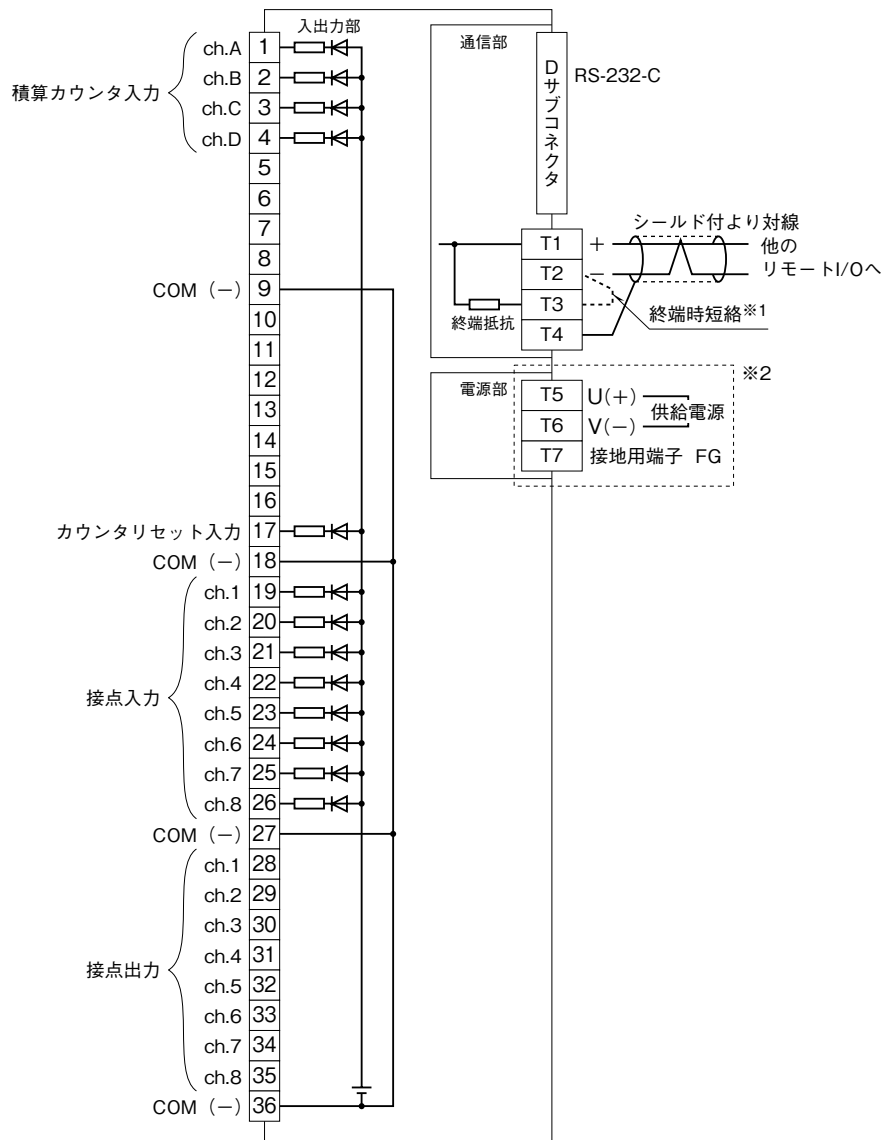 入出力部
積算カウンタ入力
ch.A 1
ch.B 2
ch.C 3
ch.D 4
5
6
7
8
COM (－) 9
10
11
12
13
14
15
16
カウンタリセット入力 17
COM (－) 18
接点入力
ch.1 19
ch.2 20
ch.3 21
ch.4 22
ch.5 23
ch.6 24
ch.7 25
ch.8 26
COM (－) 27
接点出力
ch.1 28
ch.2 29
ch.3 30
ch.4 31
ch.5 32
ch.6 33
ch.7 34
ch.8 35
COM (－) 36
通信部
Dサブコネクタ
RS-232-C
シールド付より対線
T1 +
他の
T2 －
リモートI/Oへ
T3
終端抵抗
終端時短絡※1
T4
※2
電源部
T5 U(+)
供給電源
T6 V(－)
T7 接地用端子 FG